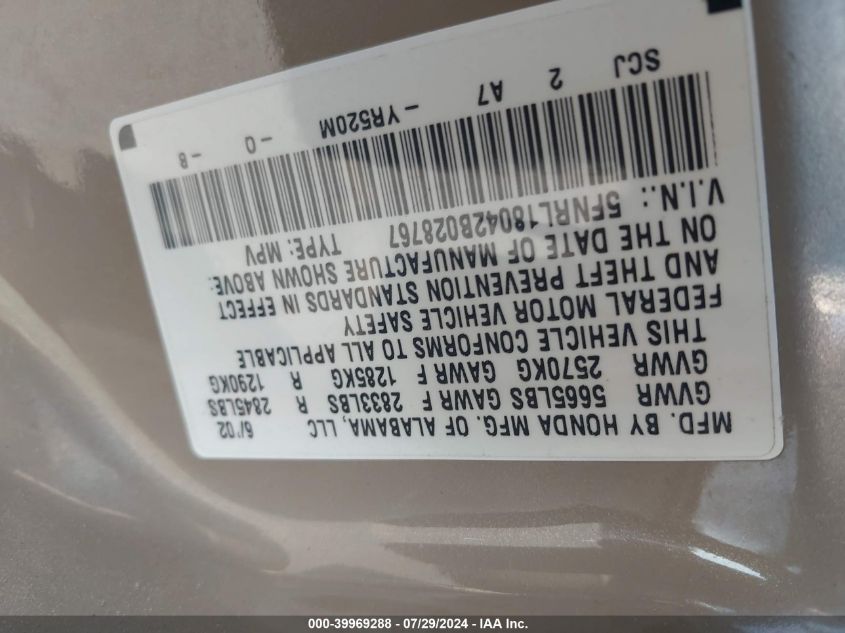 MFD. BY HONDA MFG. OF ALABAMA, LLC 6/'02
GVWR 5665LBS GAWR F 2833LBS R 2845LBS
GVWR 2570KG GAWR F 1285KG R 1290KG
THIS VEHICLE CONFORMS TO ALL APPLICABLE
FEDERAL MOTOR VEHICLE SAFETY
AND THEFT PREVENTION STANDARDS IN EFFECT
ON THE DATE OF MANUFACTURE SHOWN ABOVE.
V.I.N.: 5FNRL18042B028767 TYPE: MPV
SCJ 2 A7 - YR520M - O - B
000-39969288 - 07/29/2024 - IAA Inc.